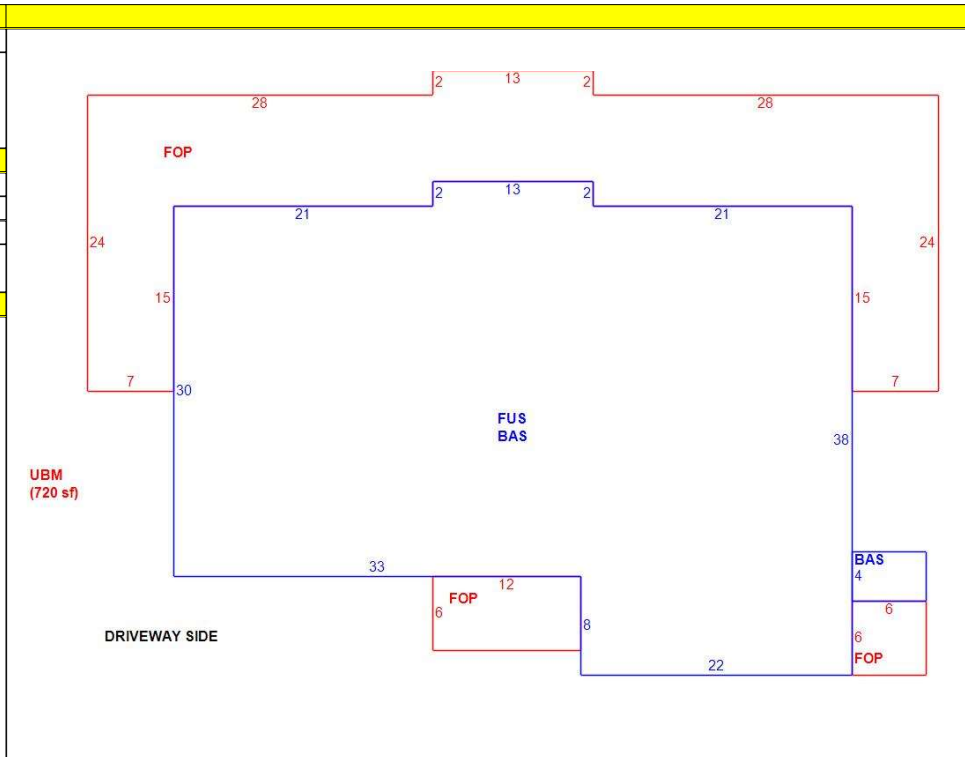 2 13 2
28 28
FOP
2 13 2
21 21
24 24
15 15
7 7
30
FUS
BAS
38
UBM
(720 sf)
BAS
33
4
12
FOP
6 6
8 6
DRIVEWAY SIDE
FOP
22